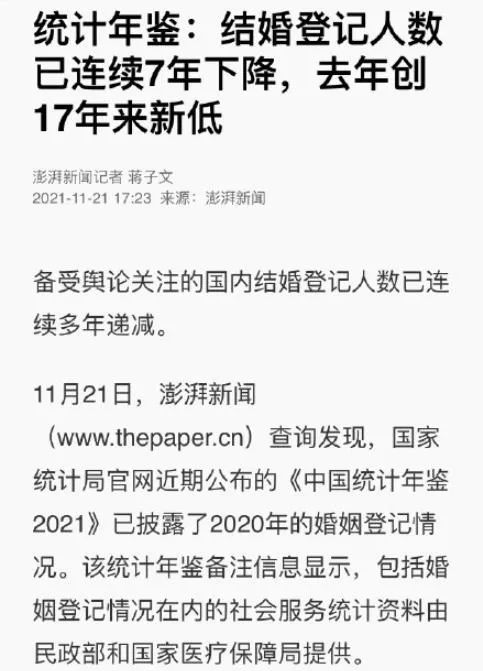 统计年鉴：结婚登记人数
已连续7年下降，去年创
17年来新低
澎湃新闻记者 蒋子文
2021-11-21 17:23 来源：澎湃新闻
备受舆论关注的国内结婚登记人数已连
续多年递减。
11月21日，澎湃新闻
（www.thepaper.cn）查询发现，国家
统计局官网近期公布的《中国统计年鉴
2021》已披露了2020年的婚姻登记情
况。该统计年鉴备注信息显示，包括婚
姻登记情况在内的社会服务统计资料由
民政部和国家医疗保障局提供。